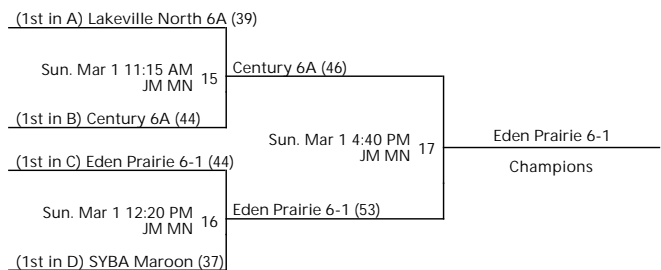 (1st in A) Lakeville North 6A (39)
Sun. Mar 1 11:15 AM
JM MN
15
Century 6A (46)
(1st in B) Century 6A (44)
Sun. Mar 1 4:40 PM
JM MN
17
Eden Prairie 6-1
Champions
(1st in C) Eden Prairie 6-1 (44)
Sun. Mar 1 12:20 PM
JM MN
16
Eden Prairie 6-1 (53)
(1st in D) SYBA Maroon (37)